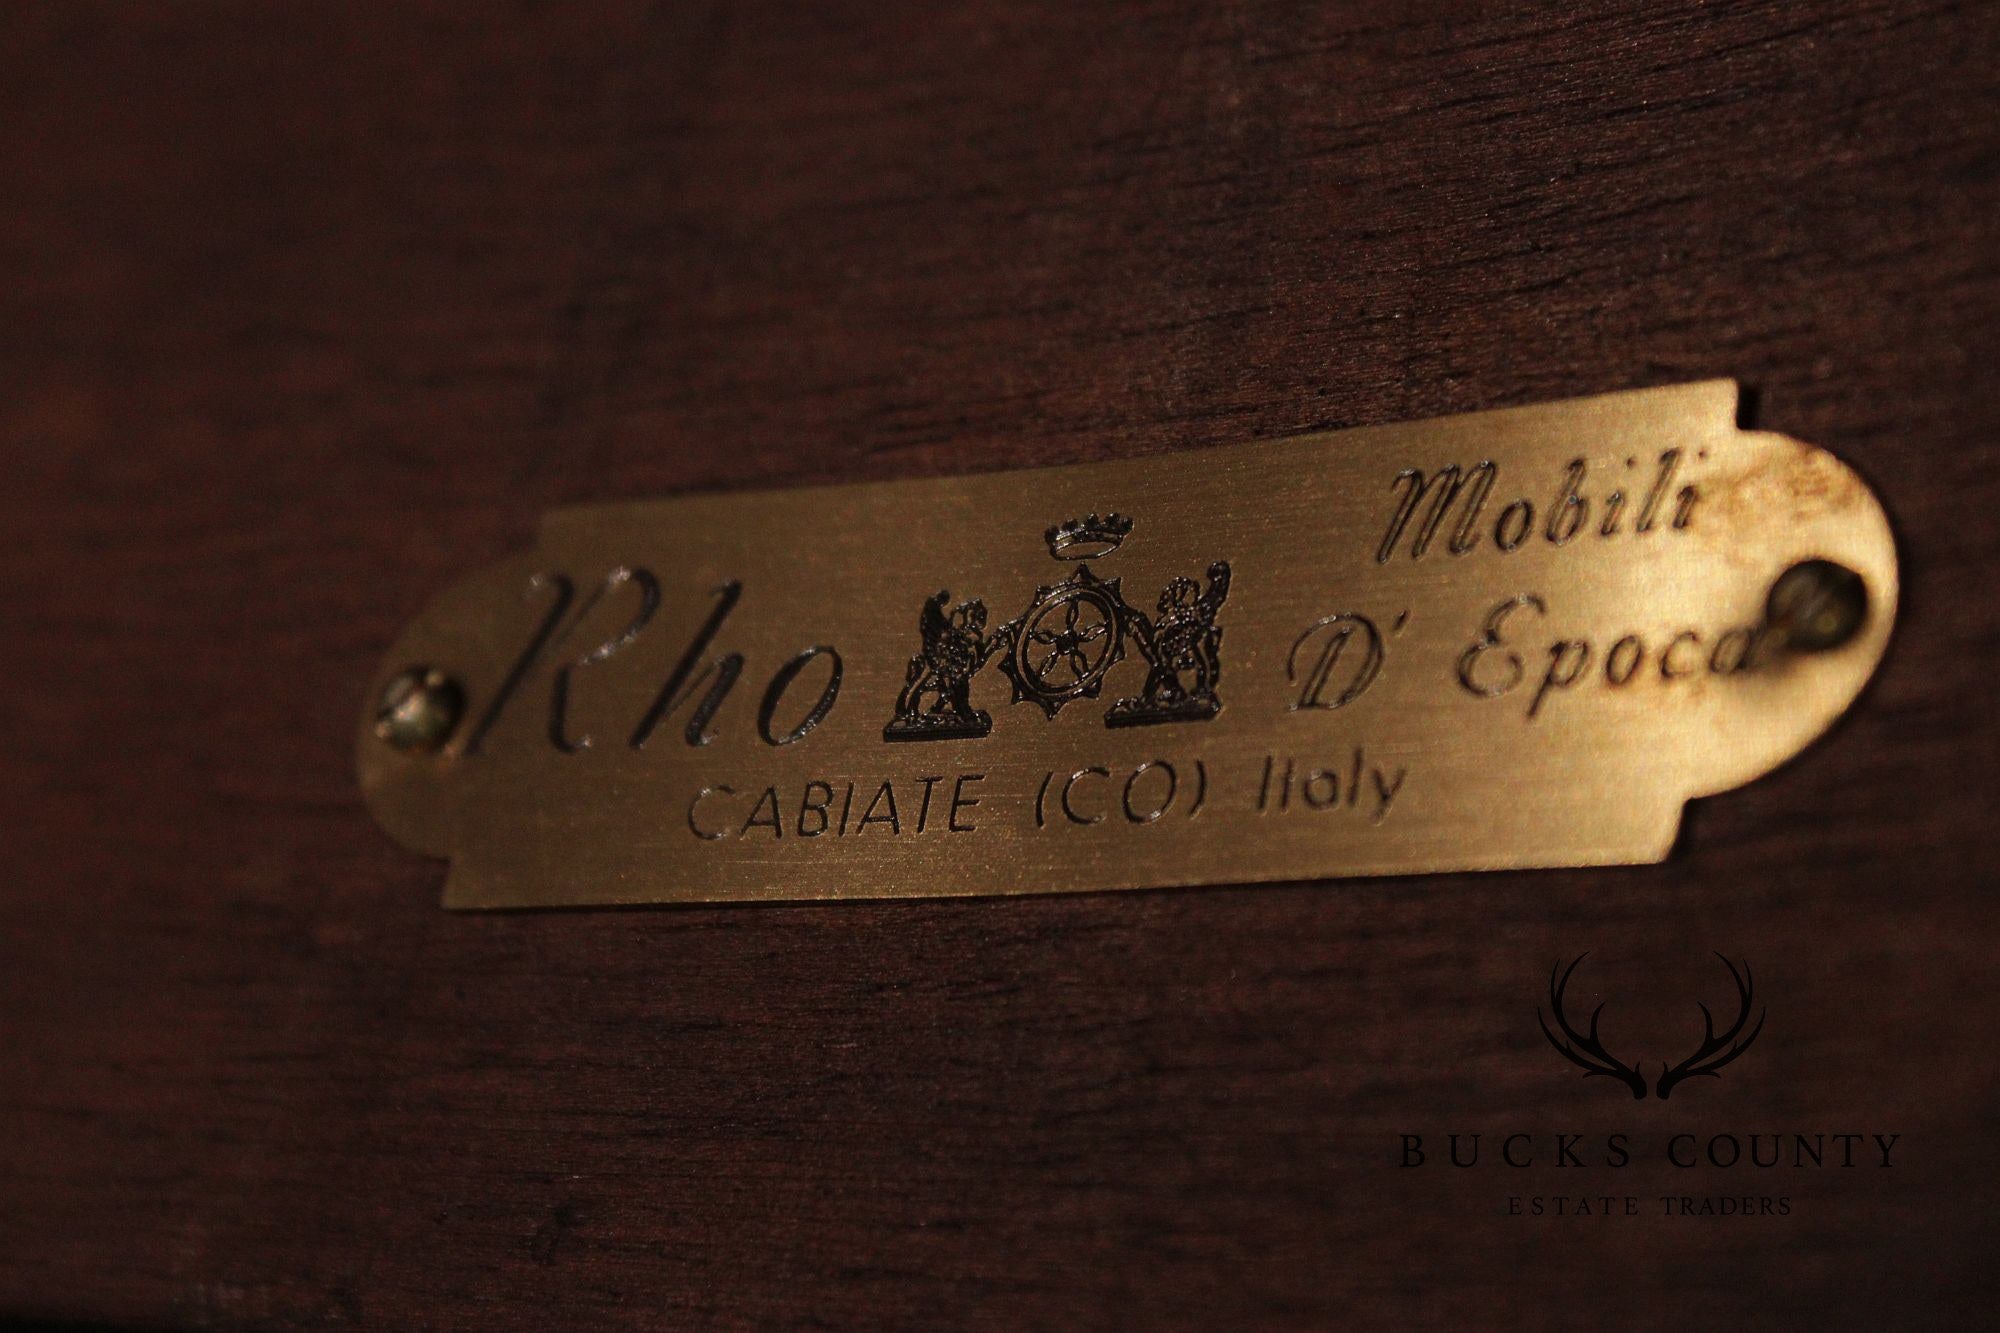 Rho
Mobili
D' Epoca
CABIATE (CO) Italy
BUCKS COUNTY
ESTATE TRADERS